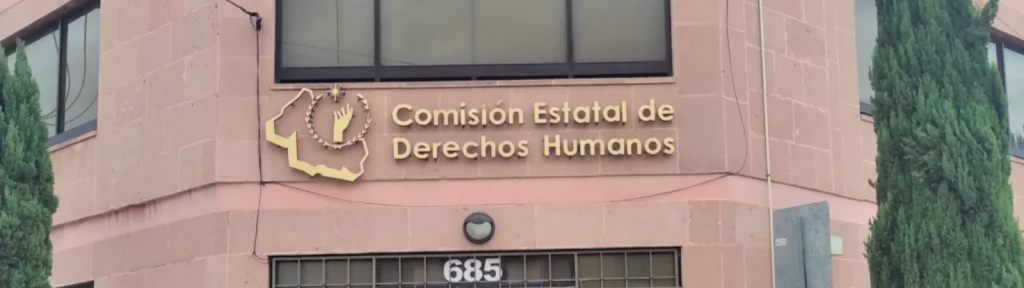 Comisión Estatal de
Derechos Humanos
685